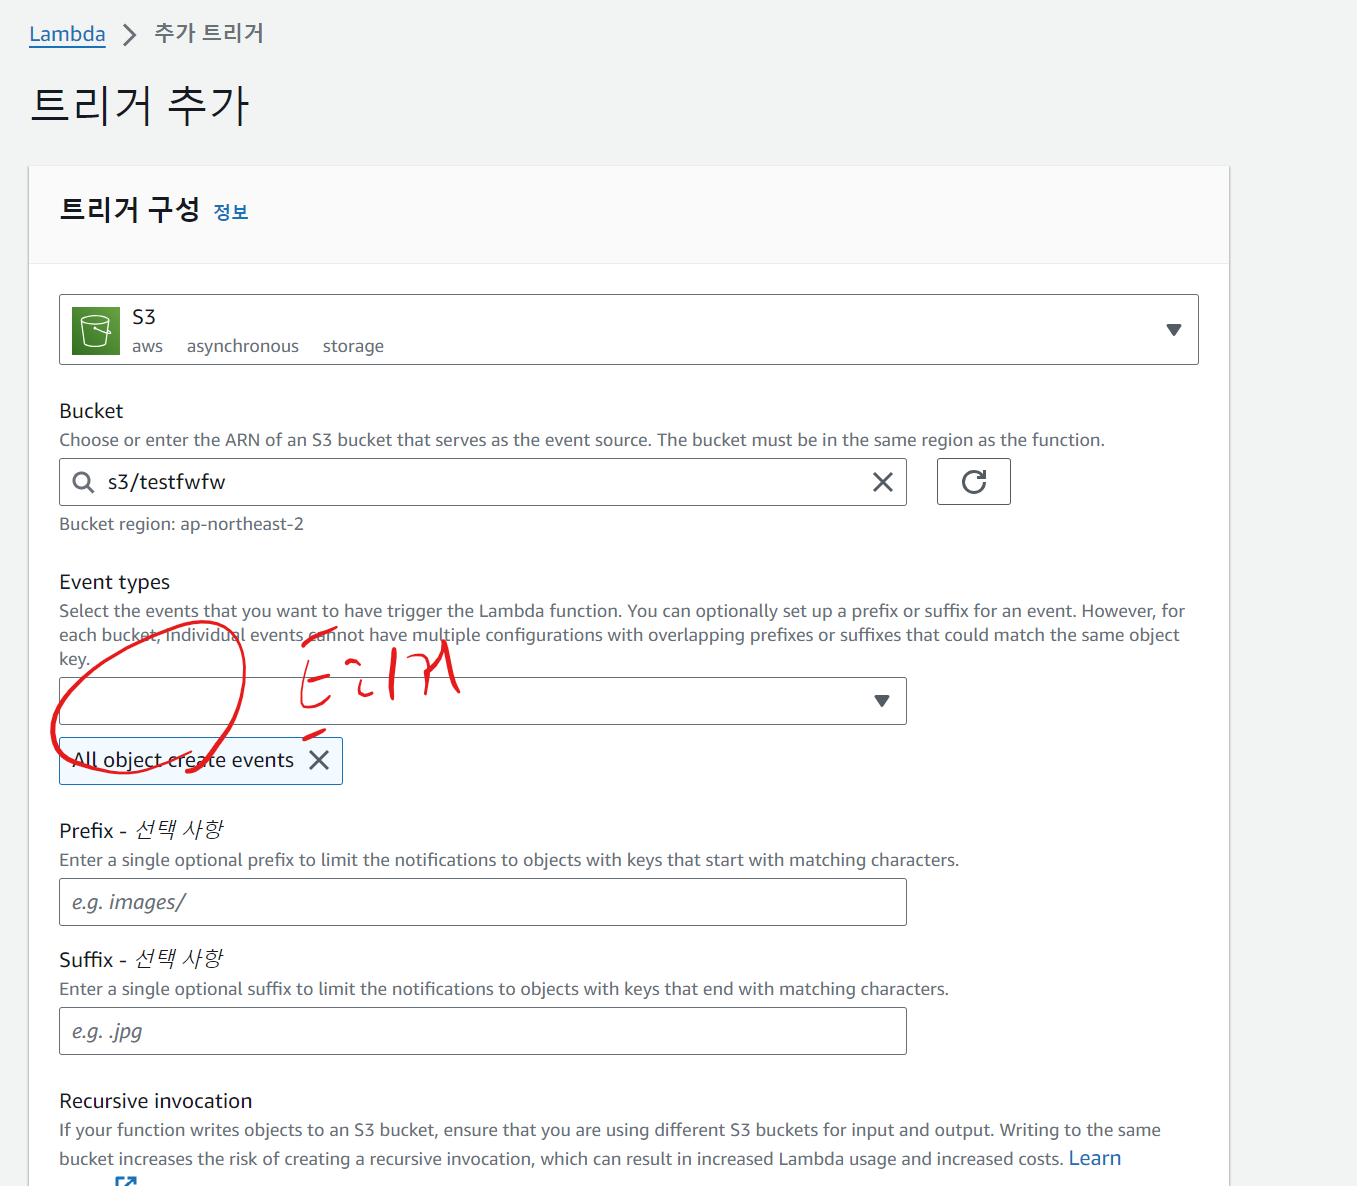 Lambda > 추가 트리거
트리거 추가
트리거 구성 정보
S3
aws asynchronous storage
Bucket
Choose or enter the ARN of an S3 bucket that serves as the event source. The bucket must be in the same region as the function.
s3/testfwfw
Bucket region: ap-northeast-2
Event types
Select the events that you want to have trigger the Lambda function. You can optionally set up a prefix or suffix for an event. However, for
each bucket, individual events cannot have multiple configurations with overlapping prefixes or suffixes that could match the same object
key.
트리거
All object create events
Prefix - 선택 사항
Enter a single optional prefix to limit the notifications to objects with keys that start with matching characters.
e.g. images/
Suffix - 선택 사항
Enter a single optional suffix to limit the notifications to objects with keys that end with matching characters.
e.g. .jpg
Recursive invocation
If your function writes objects to an S3 bucket, ensure that you are using different S3 buckets for input and output. Writing to the same
bucket increases the risk of creating a recursive invocation, which can result in increased Lambda usage and increased costs. Learn